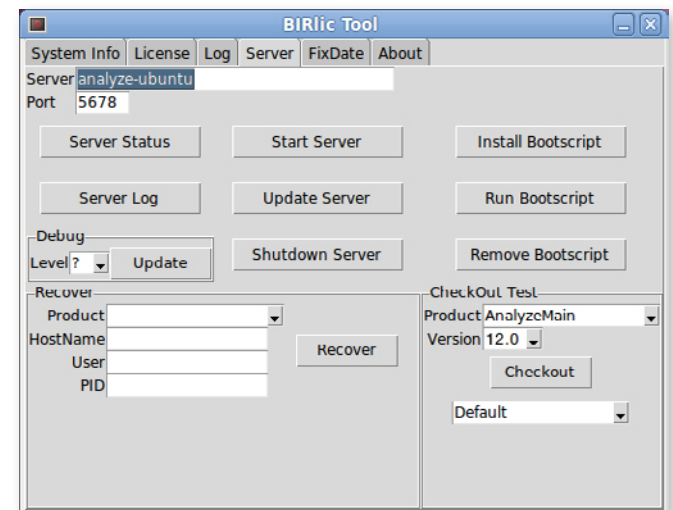 BIRlic Tool
System Info License Log Server FixDate About
Server analyze-ubuntu
Port 5678
Server Status Start Server Install Bootscript
Server Log Update Server Run Bootscript
Debug
Level ? Update
Shutdown Server Remove Bootscript
Recover
Product
HostName
User
PID
Recover
CheckOut Test
Product AnalyzeMain
Version 12.0
Checkout
Default